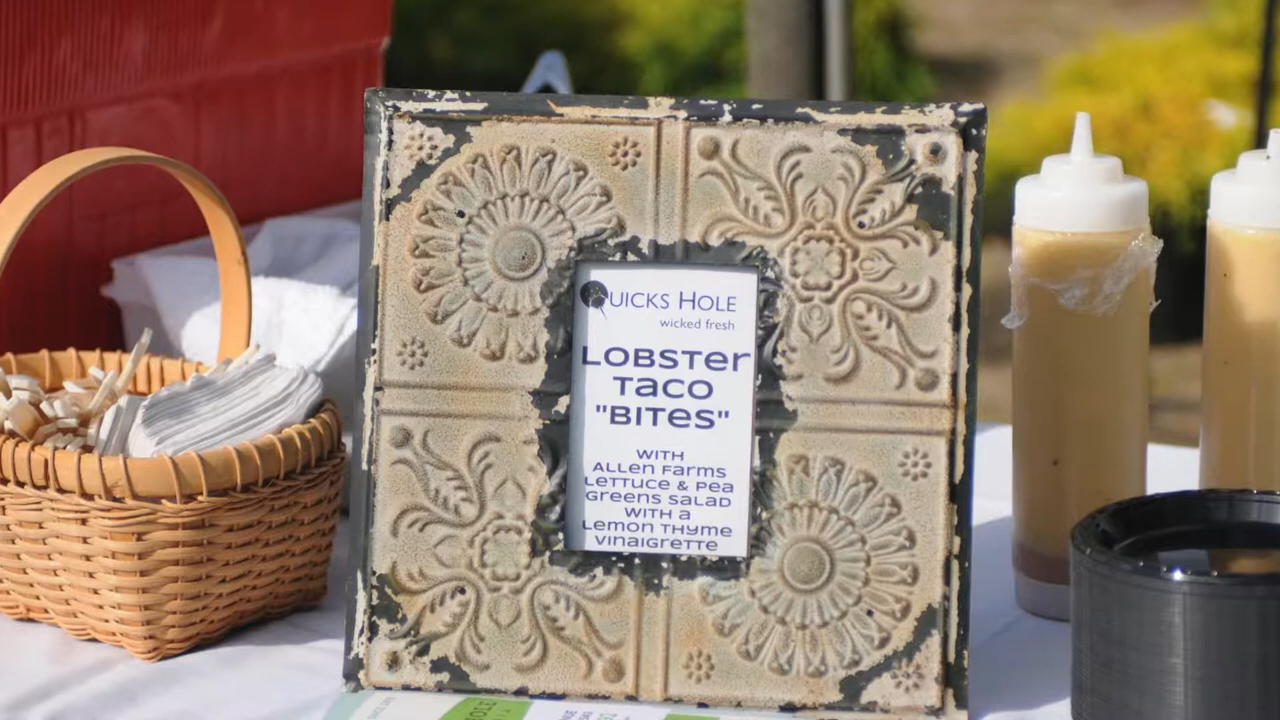 QUICKS HOLE
wicked fresh
LOBSTer
Taco
"BITes"
WITH
ALLen Farms
Lettuce & Pea
Greens salad
WITH a
Lemon THyme
vinaigrette